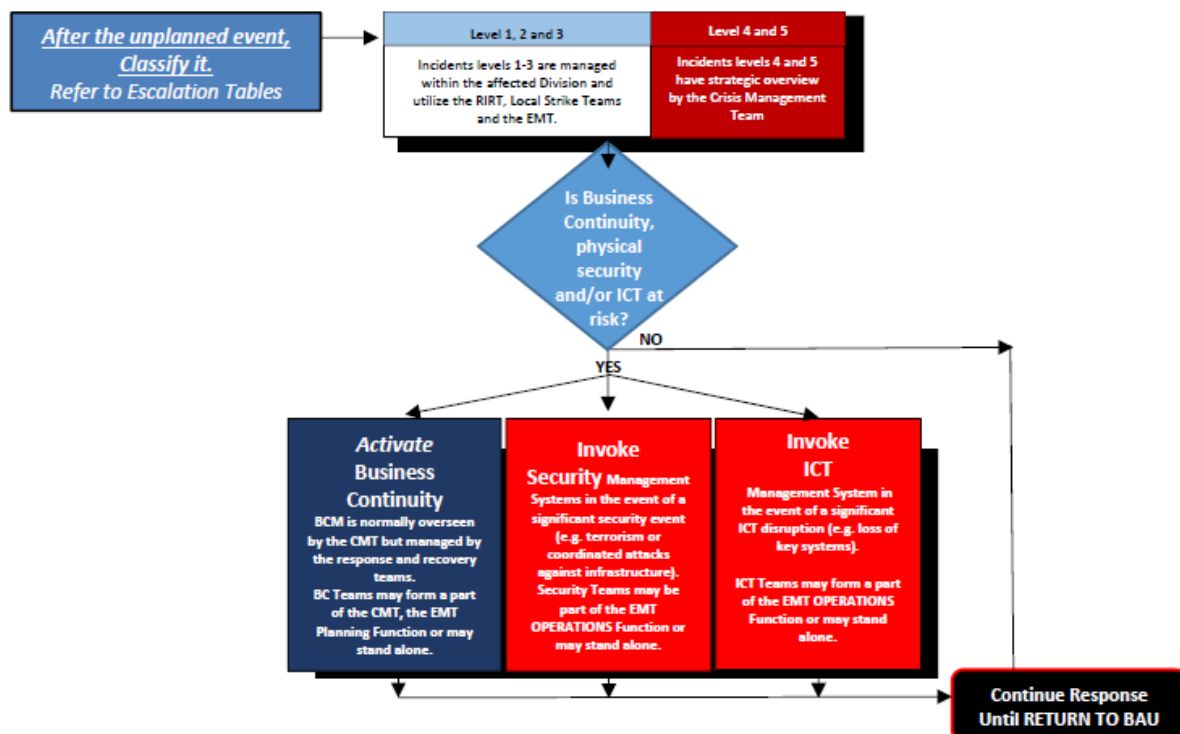 After the unplanned event,
Classify it.
Refer to Escalation Tables
Level 1, 2 and 3
Incidents levels 1-3 are managed
within the affected Division and
utilize the RIRT, Local Strike Teams
and the EMT.
Level 4 and 5
Incidents levels 4 and 5
have strategic overview
by the Crisis Management
Team
Is Business
Continuity,
physical
security
and/or ICT at
risk?
NO
YES
Activate
Business
Continuity
BCM is normally overseen
by the CMT but managed by
the response and recovery
teams.
BC Teams may form a part
of the CMT, the EMT
Planning Function or may
stand alone.
Invoke
Security Management
Systems in the event of a
significant security event
(e.g. terrorism or
coordinated attacks
against infrastructure).
Security Teams may be
part of the EMT
OPERATIONS Function or
may stand alone.
Invoke
ICT
Management System in
the event of a significant
ICT disruption (e.g. loss of
key systems).
ICT Teams may form a part
of the EMT OPERATIONS
Function or may stand
alone.
Continue Response
Until RETURN TO BAU